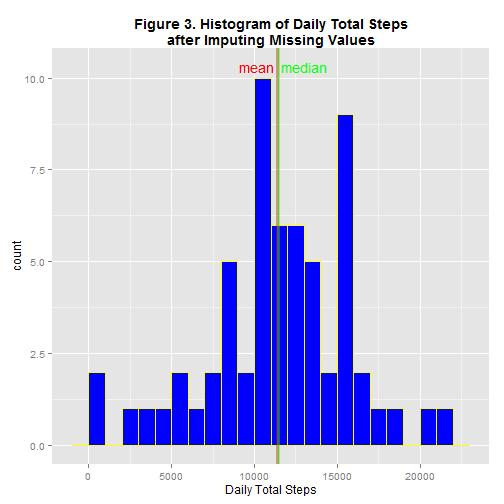 Figure 3. Histogram of Daily Total Steps
after Imputing Missing Values
mean median
10.0
7.5
5.0
2.5
0.0
count
0 5000 10000 15000 20000
Daily Total Steps